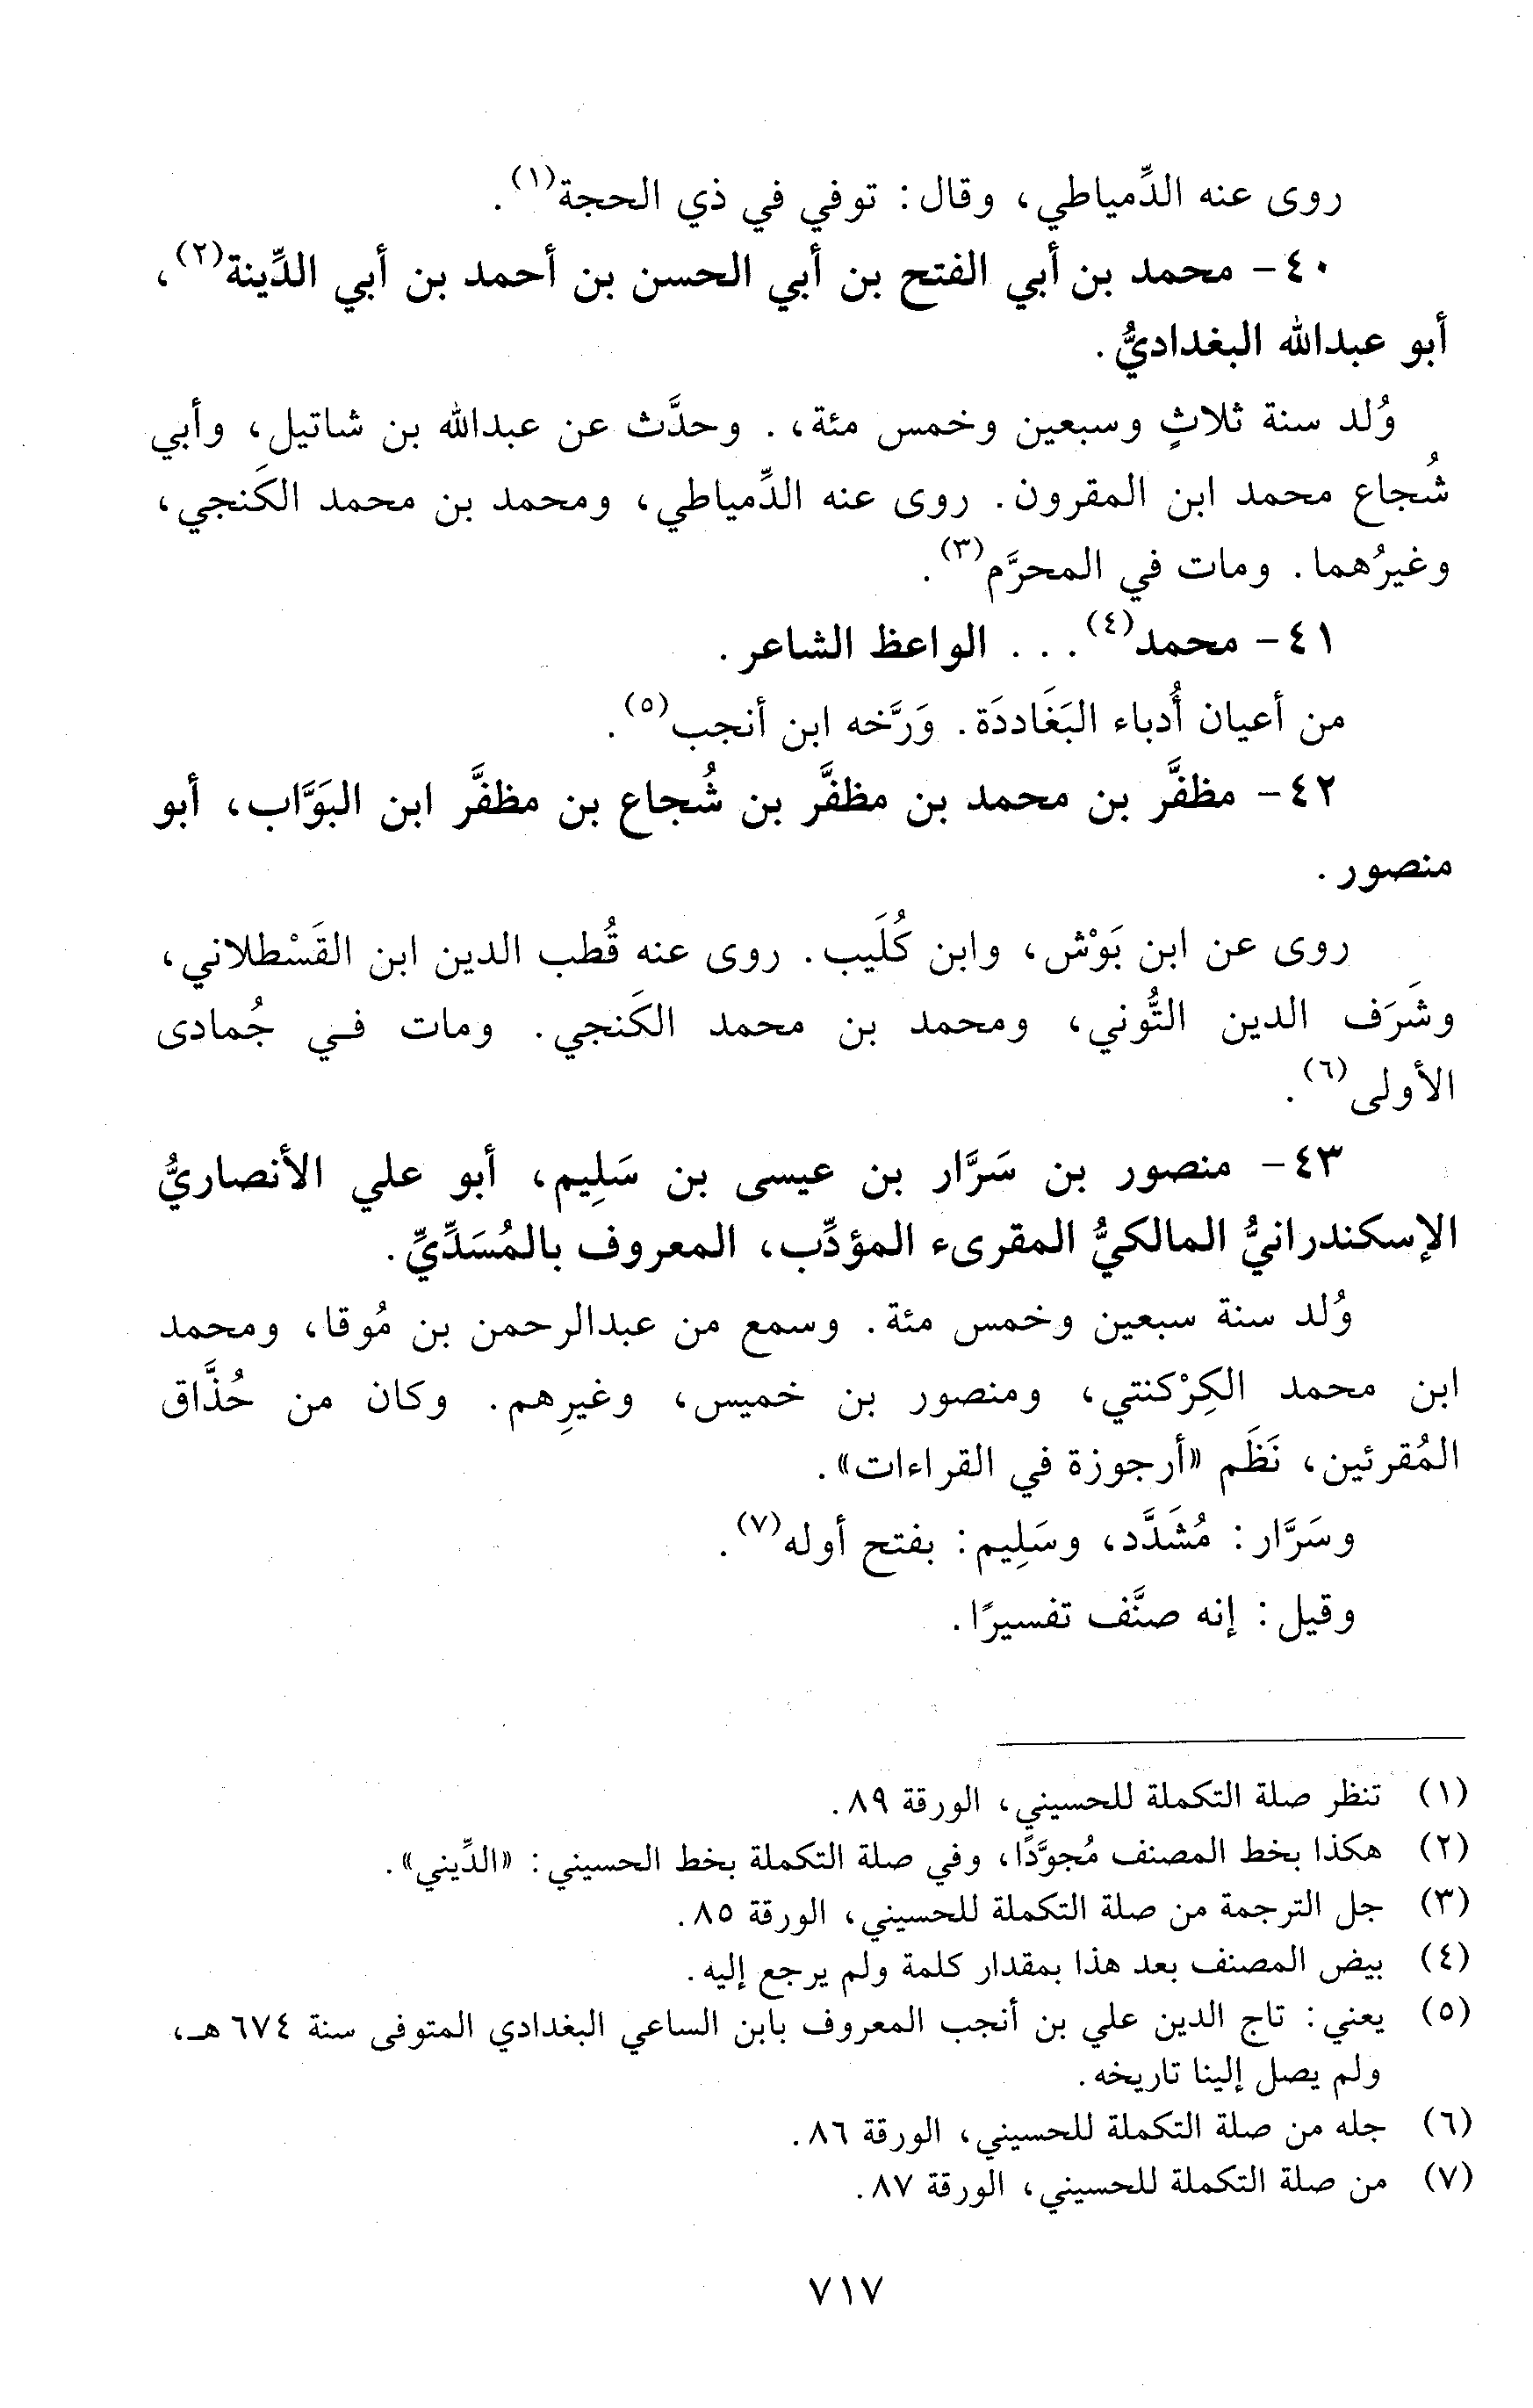 روى عنه الدِّمياطي، وقال: توفي في ذي الحجة(١).
٤٠- محمد بن أبي الفتح بن أبي الحسن بن أحمد بن أبي الدِّينة(٢)،
أبو عبدالله البغداديُّ.
وُلد سنة ثلاثٍ وسبعين وخمس مئة،. وحدَّث عن عبدالله بن شاتيل، وأبي
شُجاع محمد ابن المقرون. روى عنه الدِّمياطي، ومحمد بن محمد الكَنجي،
وغيرُهما. ومات في المحرَّم(٣).
٤١- محمد(٤). . . الواعظ الشاعر.
من أعيان أُدباء البَغَاددَة. وَرَّخه ابن أنجب(٥).
٤٢- مظفَّر بن محمد بن مظفَّر بن شُجاع بن مظفَّر ابن البَوَّاب، أبو
منصور.
روى عن ابن بَوْش، وابن كُلَيب. روى عنه قُطب الدين ابن القَسْطلاني،
وشَرَف الدين التُّوني، ومحمد بن محمد الكَنجي. ومات في جُمادى
الأولى(٦).
٤٣- منصور بن سَرَّار بن عيسى بن سَلِيم، أبو علي الأنصاريُّ
الإسكندرانيُّ المالكيُّ المقرىء المؤدِّب، المعروف بالمُسَدِّيِّ.
وُلد سنة سبعين وخمس مئة. وسمع من عبدالرحمن بن مُوقا، ومحمد
ابن محمد الكِرْكنتي، ومنصور بن خميس، وغيرِهم. وكان من حُذَّاق
المُقرئين، نَظَم «أرجوزة في القراءات».
وسَرَّار: مُشَدَّد، وسَلِيم: بفتح أوله(٧).
وقيل: إنه صنَّف تفسيرًا.
(١) تنظر صلة التكملة للحسيني، الورقة ٨٩.
(٢) هكذا بخط المصنف مُجوَّدًا، وفي صلة التكملة بخط الحسيني: «الدِّيني».
(٣) جل الترجمة من صلة التكملة للحسيني، الورقة ٨٥.
(٤) بيض المصنف بعد هذا بمقدار كلمة ولم يرجع إليه.
(٥) يعني: تاج الدين علي بن أنجب المعروف بابن الساعي البغدادي المتوفى سنة ٦٧٤ هـ،
ولم يصل إلينا تاريخه.
(٦) جله من صلة التكملة للحسيني، الورقة ٨٦.
(٧) من صلة التكملة للحسيني، الورقة ٨٧.
٧١٧